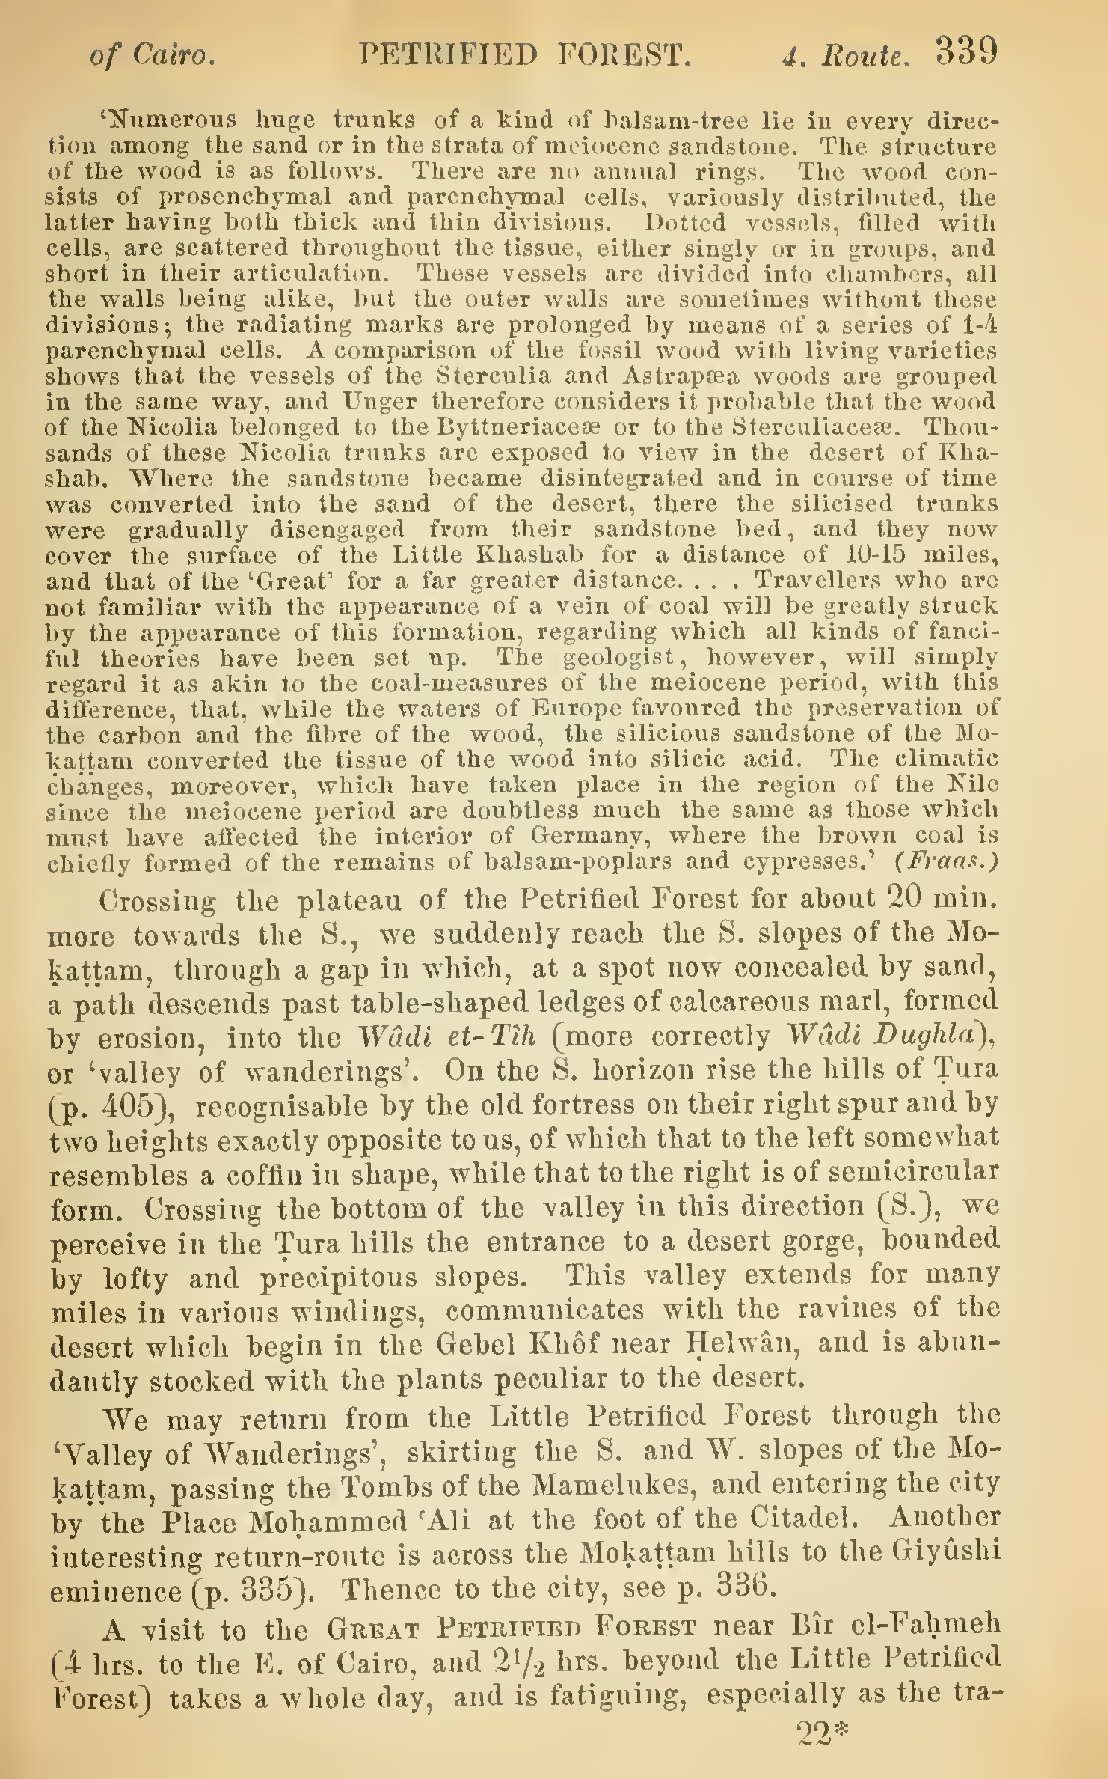 of Cairo. PETRIFIED FOREST. 4. Route. 339
‘Numerous huge trunks of a kind of balsam-tree lie in every direc-
tion among the sand or in the strata of meiocene sandstone. The structure
of the wood is as follows. There are no annual rings. The wood con-
sists of prosenchymal and parenchymal cells, variously distributed, the
latter having both thick and thin divisions. Dotted vessels, filled with
cells, are scattered throughout the tissue, either singly or in groups, and
short in their articulation. These vessels are divided into chambers, all
the walls being alike, but the outer walls are sometimes without these
divisions; the radiating marks are prolonged by means of a series of 1-4
parenchymal cells. A comparison of the fossil wood with living varieties
shows that the vessels of the Sterculia and Astrapæa woods are grouped
in the same way, and Unger therefore considers it probable that the wood
of the Nicolia belonged to the Byttneriaceæ or to the Sterculiaceæ. Thou-
sands of these Nicolia trunks are exposed to view in the desert of Kha-
shab. Where the sandstone became disintegrated and in course of time
was converted into the sand of the desert, there the silicised trunks
were gradually disengaged from their sandstone bed, and they now
cover the surface of the Little Khashab for a distance of 10-15 miles,
and that of the ‘Great’ for a far greater distance. . . . Travellers who are
not familiar with the appearance of a vein of coal will be greatly struck
by the appearance of this formation, regarding which all kinds of fanci-
ful theories have been set up. The geologist, however, will simply
regard it as akin to the coal-measures of the meiocene period, with this
difference, that, while the waters of Europe favoured the preservation of
the carbon and the fibre of the wood, the silicious sandstone of the Mo-
ḳaṭṭam converted the tissue of the wood into silicic acid. The climatic
changes, moreover, which have taken place in the region of the Nile
since the meiocene period are doubtless much the same as those which
must have affected the interior of Germany, where the brown coal is
chiefly formed of the remains of balsam-poplars and cypresses.’ (Fraas.)
Crossing the plateau of the Petrified Forest for about 20 min.
more towards the S., we suddenly reach the S. slopes of the Mo-
ḳaṭṭam, through a gap in which, at a spot now concealed by sand,
a path descends past table-shaped ledges of calcareous marl, formed
by erosion, into the Wâdi et-Tîh (more correctly Wâdi Dughla),
or ‘valley of wanderings’. On the S. horizon rise the hills of Ṭura
(p. 405), recognisable by the old fortress on their right spur and by
two heights exactly opposite to us, of which that to the left somewhat
resembles a coffin in shape, while that to the right is of semicircular
form. Crossing the bottom of the valley in this direction (S.), we
perceive in the Ṭura hills the entrance to a desert gorge, bounded
by lofty and precipitous slopes. This valley extends for many
miles in various windings, communicates with the ravines of the
desert which begin in the Gebel Khôf near Ḥelwân, and is abun-
dantly stocked with the plants peculiar to the desert.
We may return from the Little Petrified Forest through the
‘Valley of Wanderings’, skirting the S. and W. slopes of the Mo-
ḳaṭṭam, passing the Tombs of the Mamelukes, and entering the city
by the Place Moḥammed ʿAli at the foot of the Citadel. Another
interesting return-route is across the Moḳaṭṭam hills to the Giyûshi
eminence (p. 335). Thence to the city, see p. 336.
A visit to the GREAT PETRIFIED FOREST near Bîr el-Faḥmeh
(4 hrs. to the E. of Cairo, and 2 1/2 hrs. beyond the Little Petrified
Forest) takes a whole day, and is fatiguing, especially as the tra-
22*